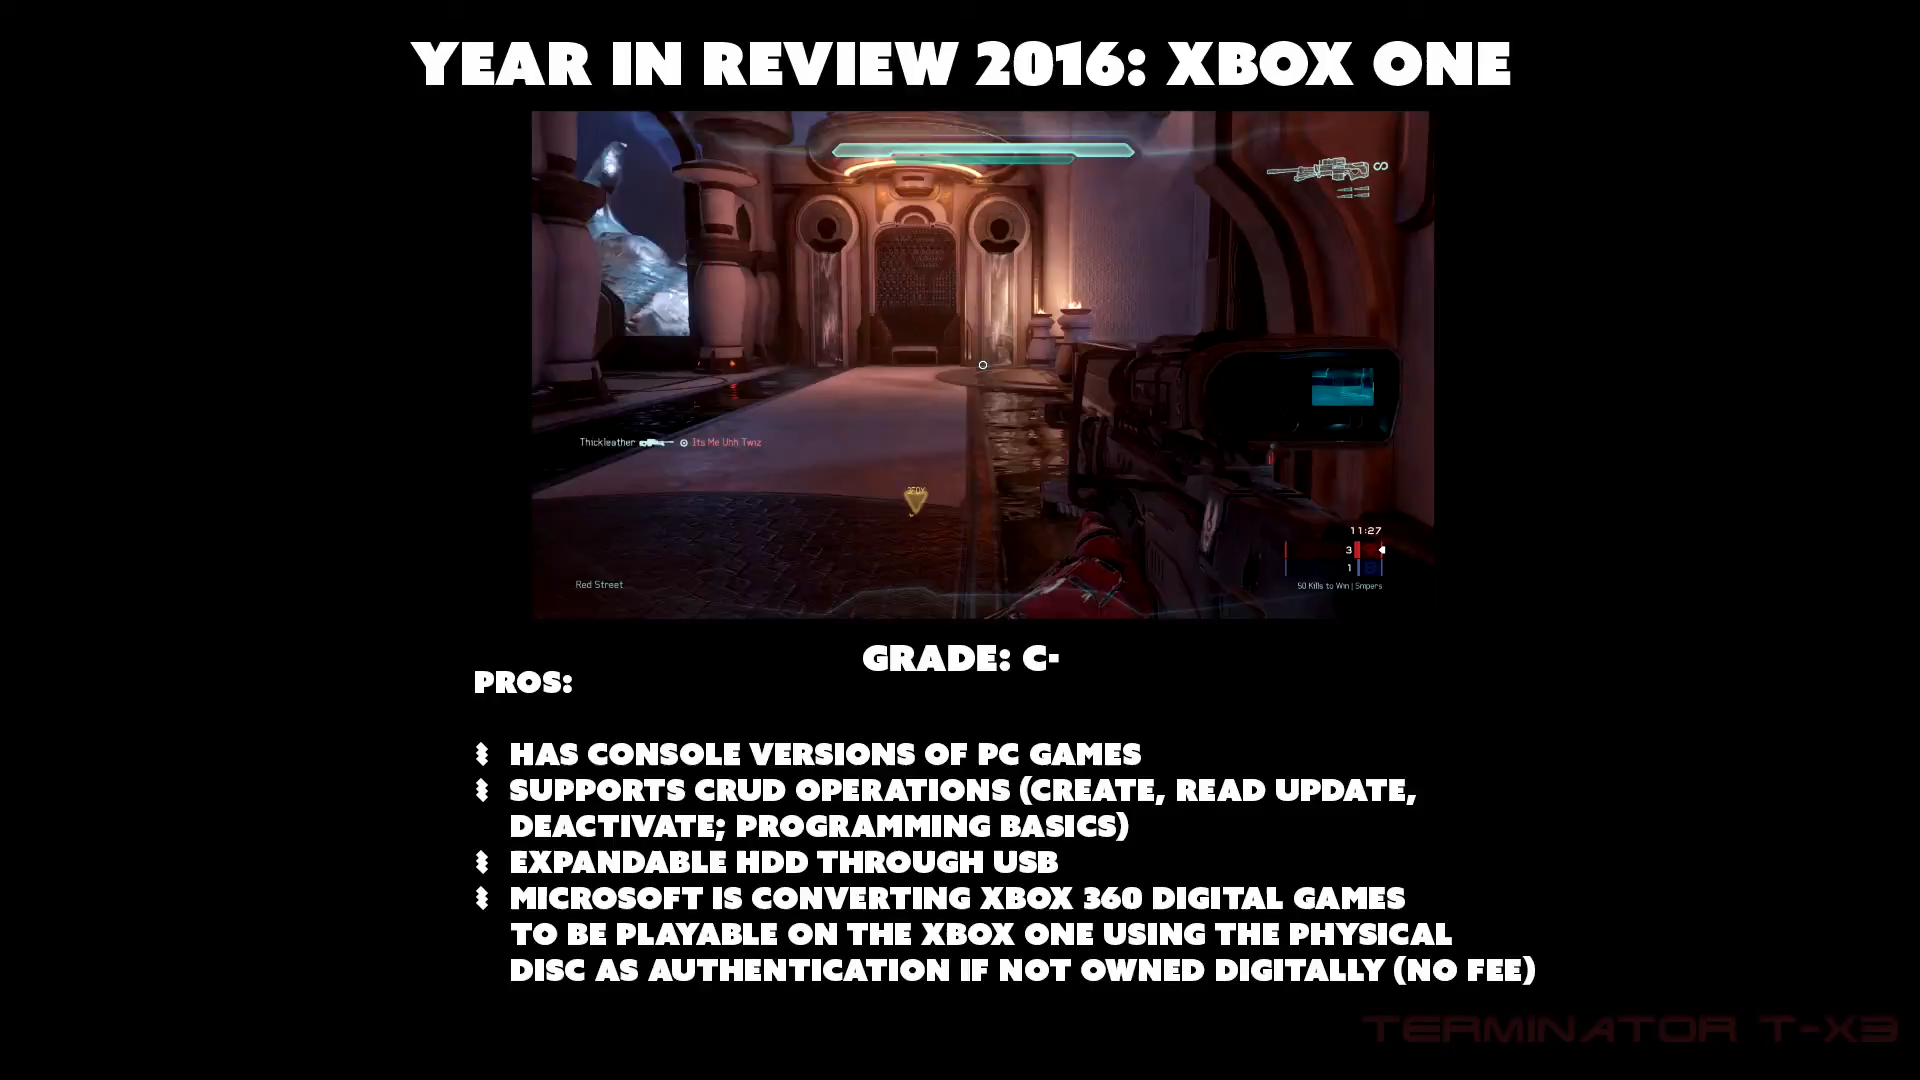 YEAR IN REVIEW 2016: XBOX ONE
∞
Thickleather Its Me Uhh Twiz
11:27
3
1
50 Kills to Win | Snipers
Red Street
GRADE: C-
PROS:
HAS CONSOLE VERSIONS OF PC GAMES
SUPPORTS CRUD OPERATIONS (CREATE, READ UPDATE,
DEACTIVATE; PROGRAMMING BASICS)
EXPANDABLE HDD THROUGH USB
MICROSOFT IS CONVERTING XBOX 360 DIGITAL GAMES
TO BE PLAYABLE ON THE XBOX ONE USING THE PHYSICAL
DISC AS AUTHENTICATION IF NOT OWNED DIGITALLY (NO FEE)
TERMINATOR T-X3